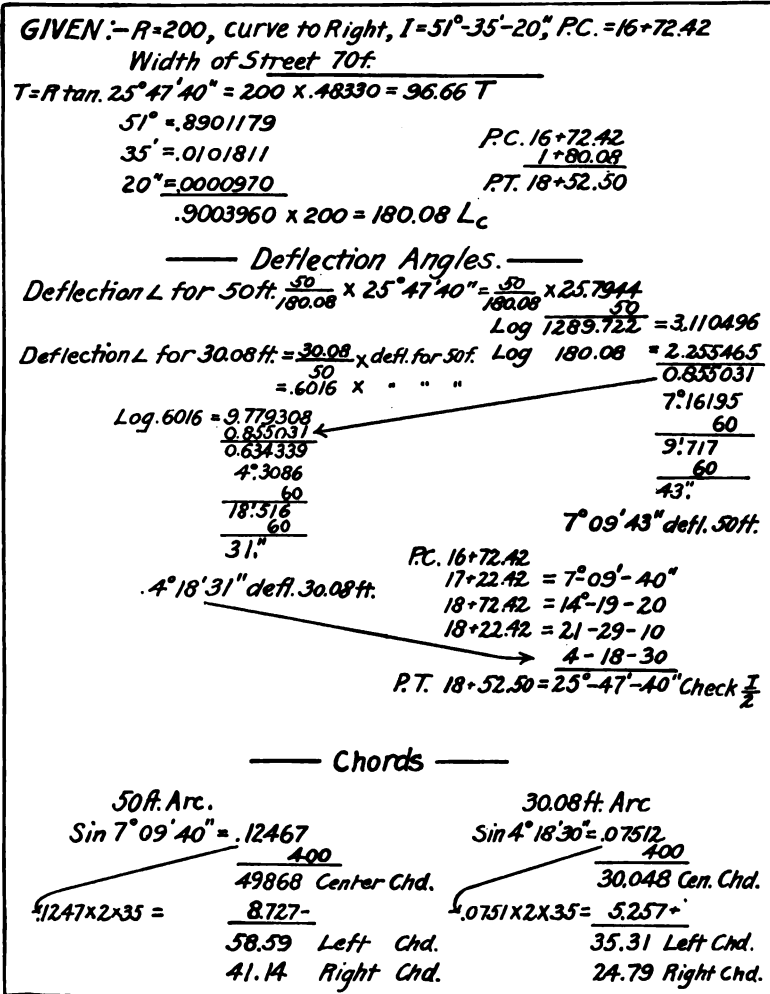 GIVEN:- R=200, curve to Right, I=51°-35'-20", P.C.=16+72.42
Width of Street 70f.
T=R tan. 25°47'40" = 200 x .48330 = 96.66 T
51° = .8901179
35' = .0101811
20" = .0000970
.9003960 x 200 = 180.08 Lc
P.C. 16+72.42
1+80.08
P.T. 18+52.50
Deflection Angles.
Deflection ∠ for 50ft. 50/180.08 x 25°47'40" = 50/180.08 x 25.7944
50
Log 1289.722 = 3.110496
Deflection ∠ for 30.08 ft. = 30.08/50 x defl. for 50f. Log 180.08 = 2.255465
= .6016 x " " "
0.855031
7°.16195
60
9'.717
60
43."
7°09'43" defl. 50ft.
Log .6016 = 9.779308
0.855031
0.634339
4°.3086
60
18'.516
60
31."
4°18'31" defl. 30.08ft.
P.C. 16+72.42
17+22.42 = 7°-09'-40"
18+72.42 = 14°-19-20
18+22.42 = 21-29-10
4-18-30
P.T. 18+52.50 = 25°-47'-40" Check I/2
Chords
50ft. Arc.
Sin 7°09'40" = .12467
400
49868 Center Chd.
.1247x2x35 = 8.727-
58.59 Left Chd.
41.14 Right Chd.
30.08ft. Arc
Sin 4°18'30" = .07512
400
30.048 Cen. Chd.
.0751x2x35 = 5.257+
35.31 Left Chd.
24.79 Right Chd.